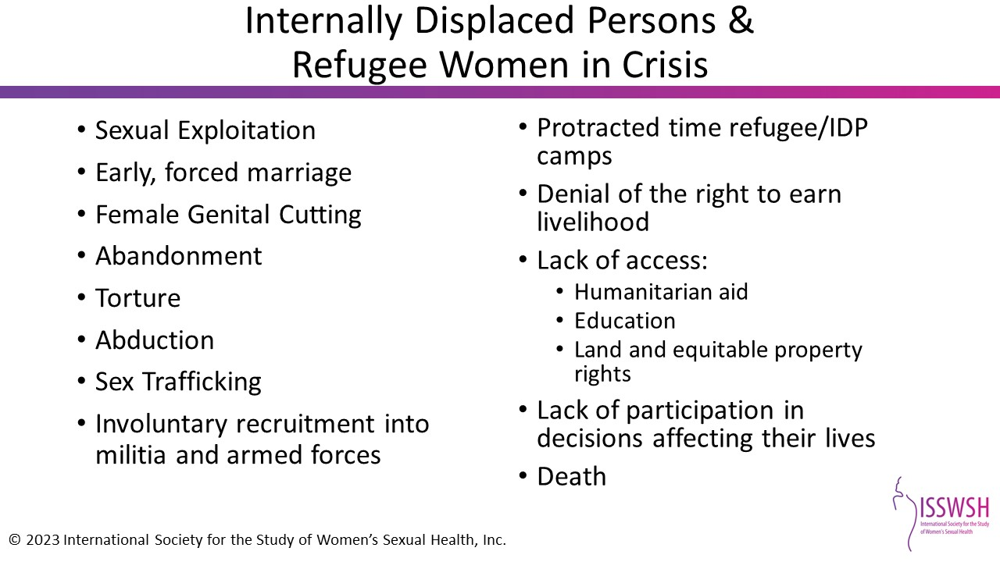 Internally Displaced Persons &
Refugee Women in Crisis
• Sexual Exploitation
• Early, forced marriage
• Female Genital Cutting
• Abandonment
• Torture
• Abduction
• Sex Trafficking
• Involuntary recruitment into
militia and armed forces
• Protracted time refugee/IDP
camps
• Denial of the right to earn
livelihood
• Lack of access:
• Humanitarian aid
• Education
• Land and equitable property
rights
• Lack of participation in
decisions affecting their lives
• Death
ISSWSH
International Society for the Study
of Women's Sexual Health
© 2023 International Society for the Study of Women’s Sexual Health, Inc.